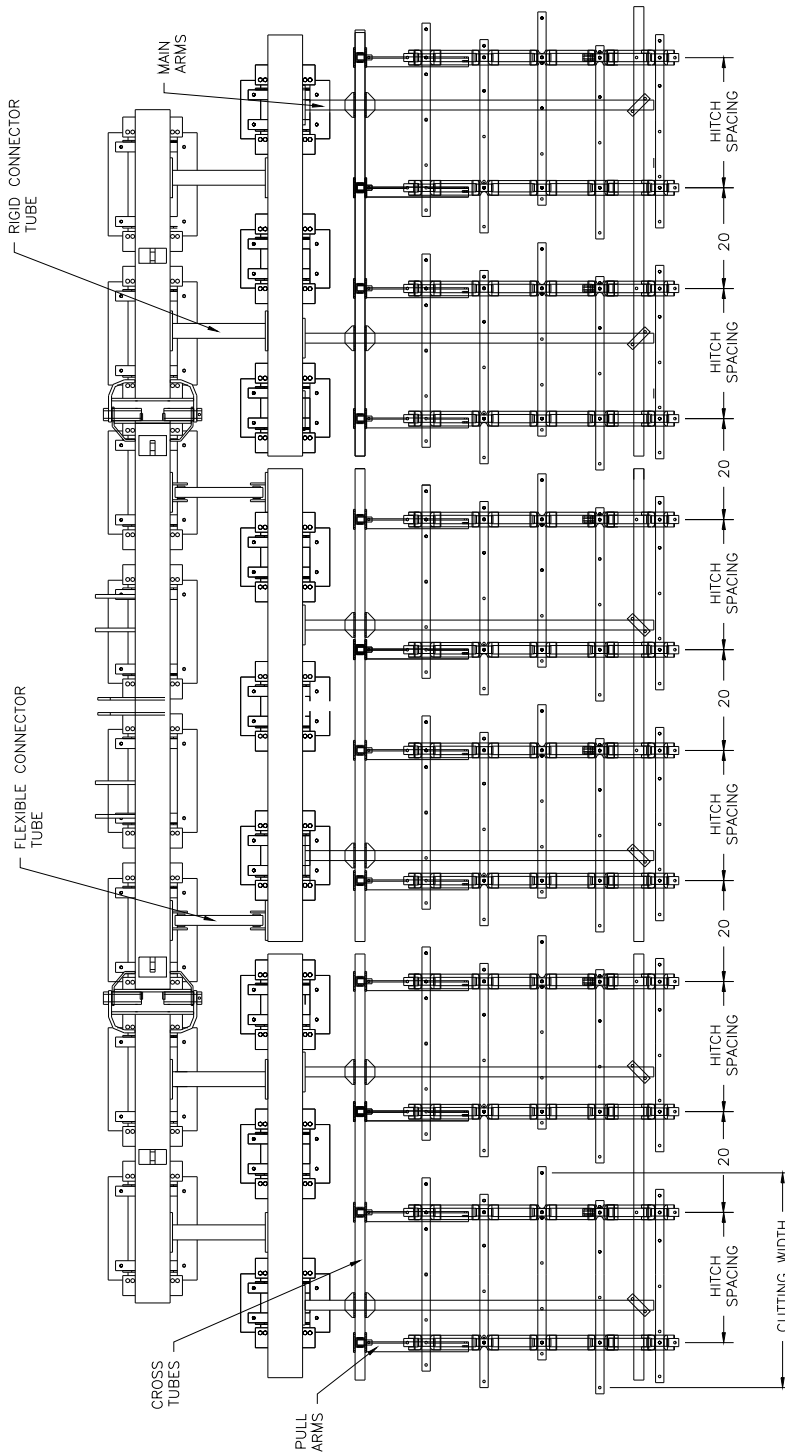 FLEXIBLE CONNECTOR
TUBE
RIGID CONNECTOR
TUBE
CROSS
TUBES
MAIN
ARMS
PULL
ARMS
HITCH
SPACING
20
HITCH
SPACING
20
HITCH
SPACING
20
HITCH
SPACING
20
HITCH
SPACING
20
HITCH
SPACING
CUTTING WIDTH